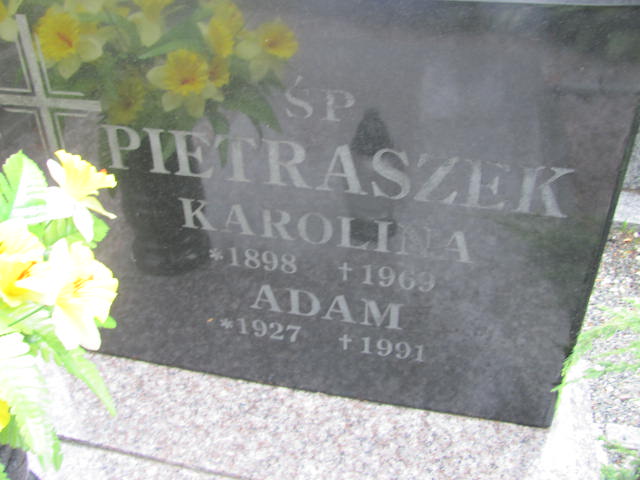 ŚP
PIETRASZEK
KAROLINA
*1898 †1969
ADAM
*1927 †1991